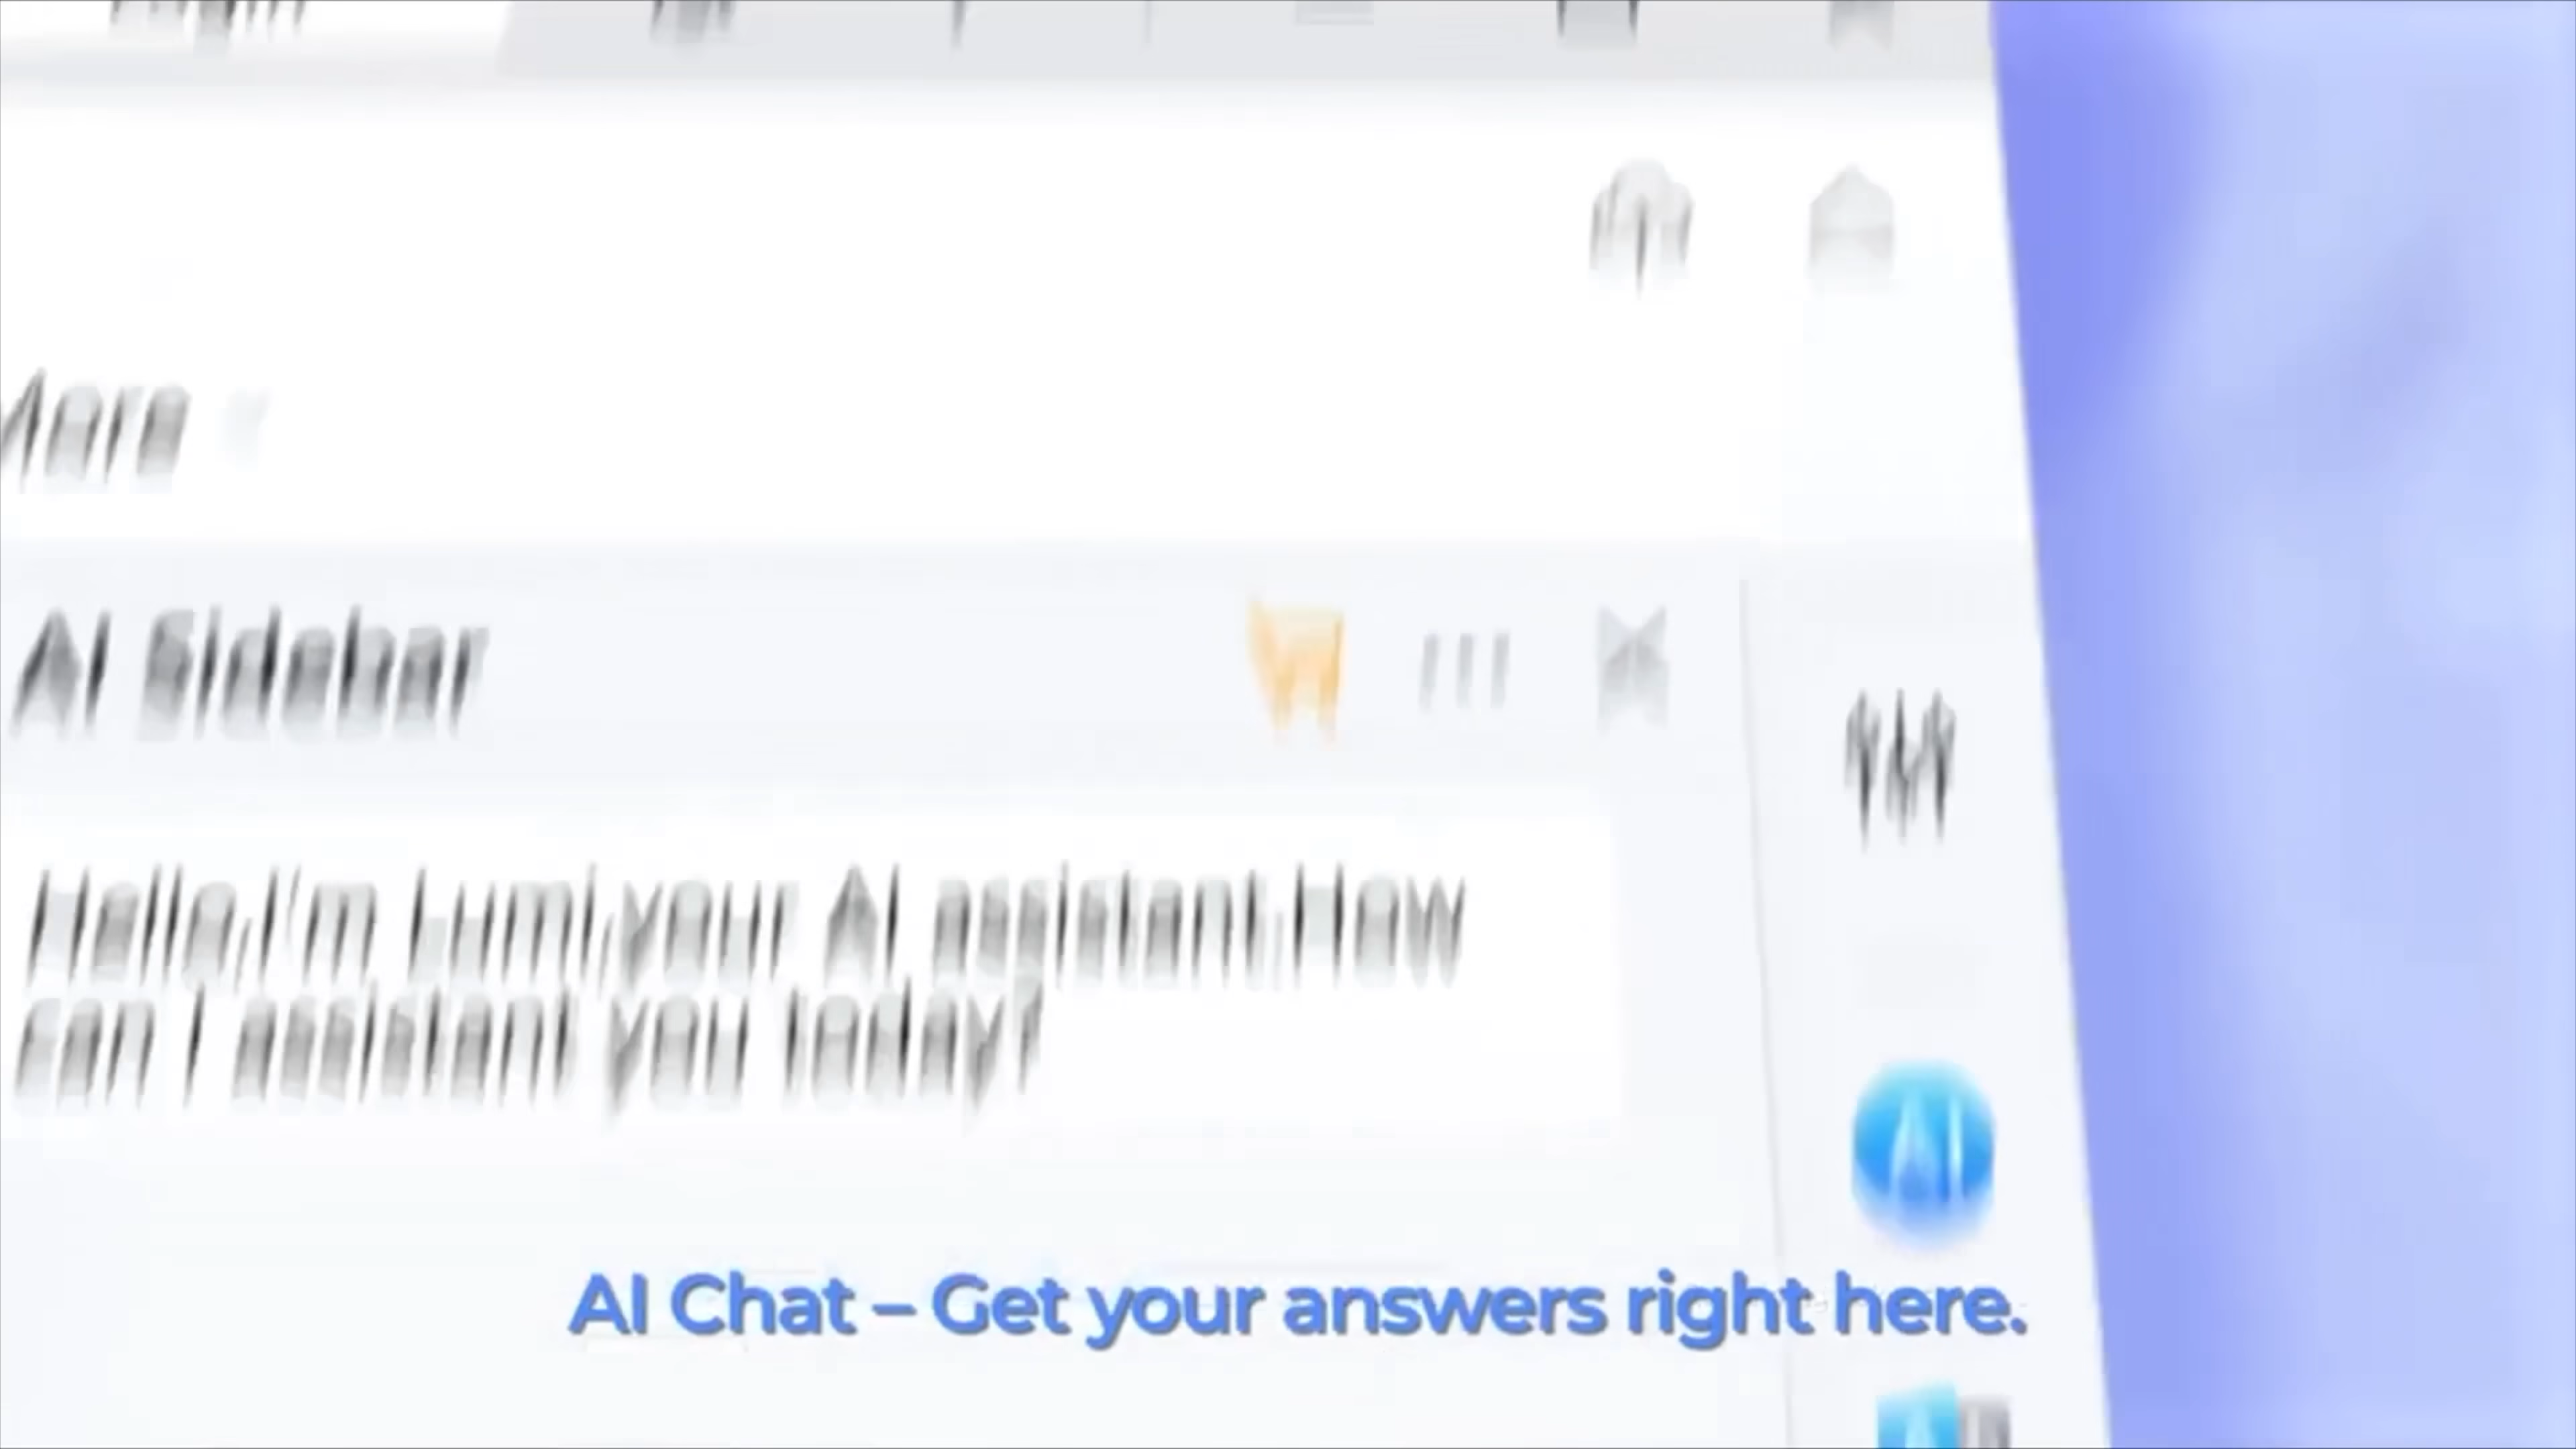 More
AI Sidebar
Hello,I'm Lumi,your AI assistant.How
can I assistant you today?
AI
AI Chat – Get your answers right here.